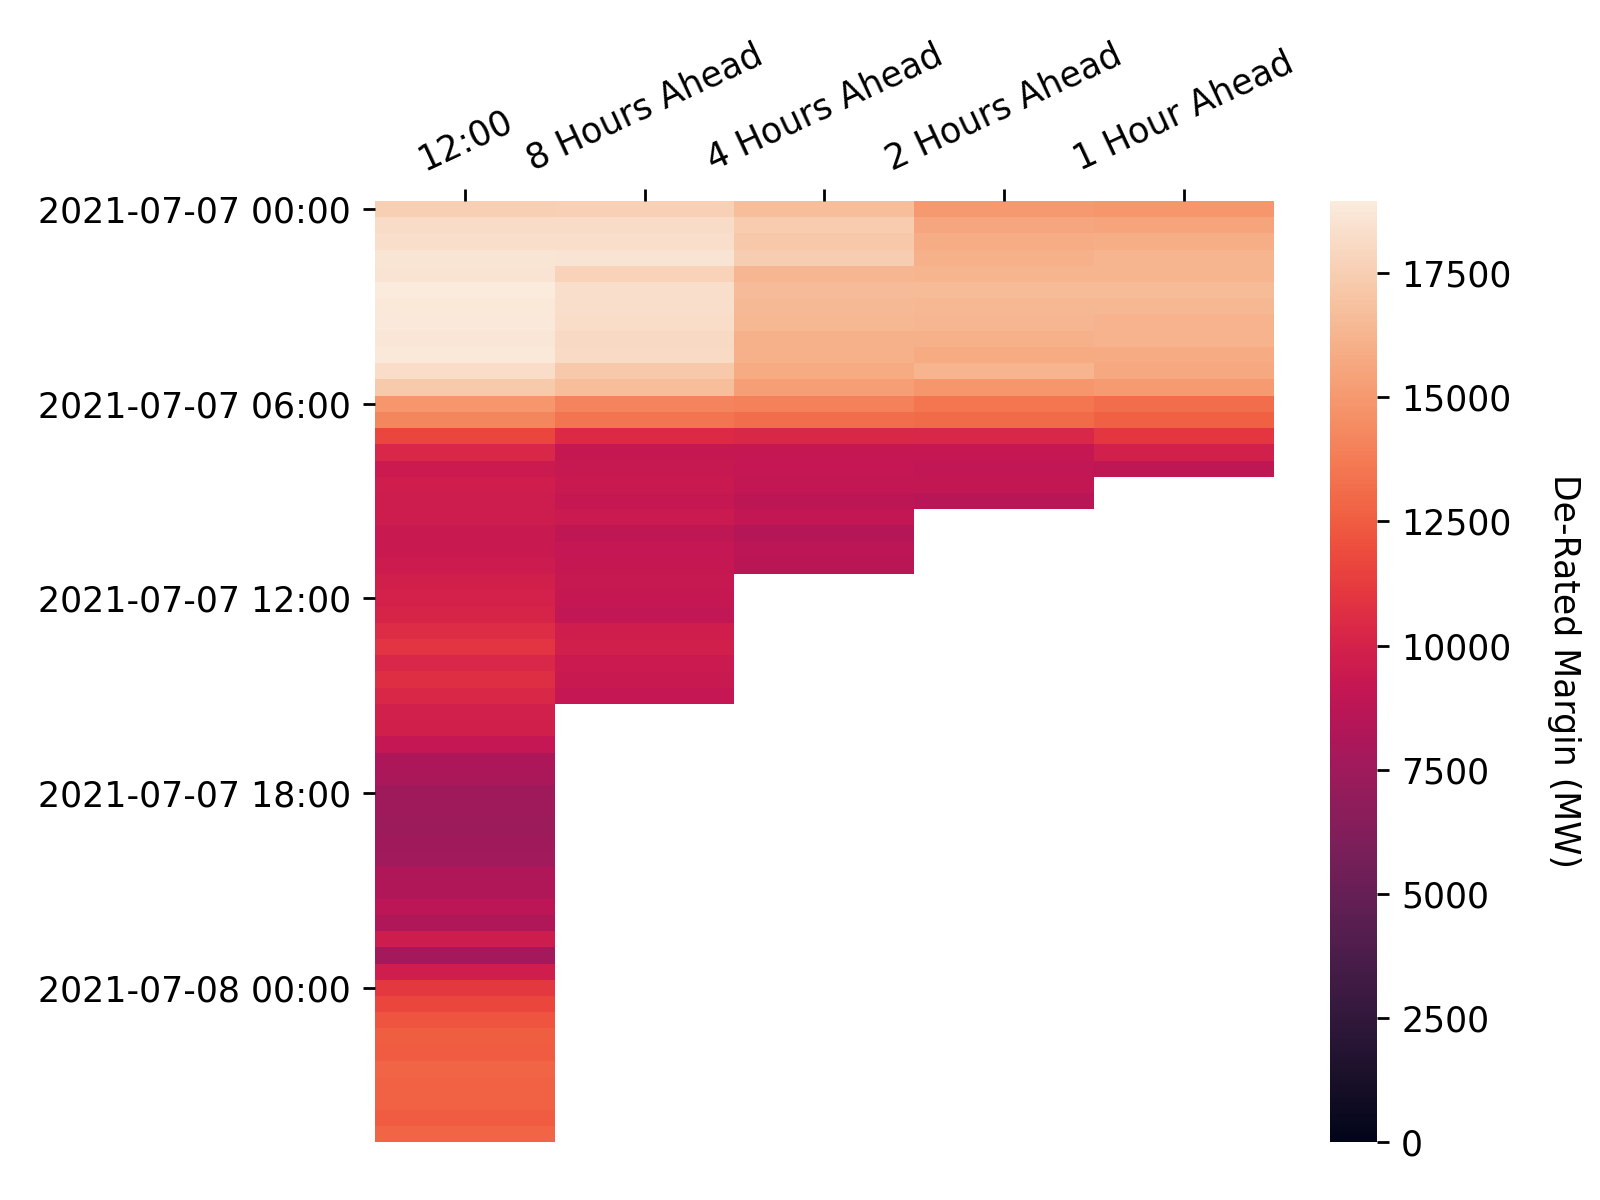 12:00
8 Hours Ahead
4 Hours Ahead
2 Hours Ahead
1 Hour Ahead
2021-07-07 00:00
2021-07-07 06:00
2021-07-07 12:00
2021-07-07 18:00
2021-07-08 00:00
17500
15000
12500
10000
7500
5000
2500
0
De-Rated Margin (MW)